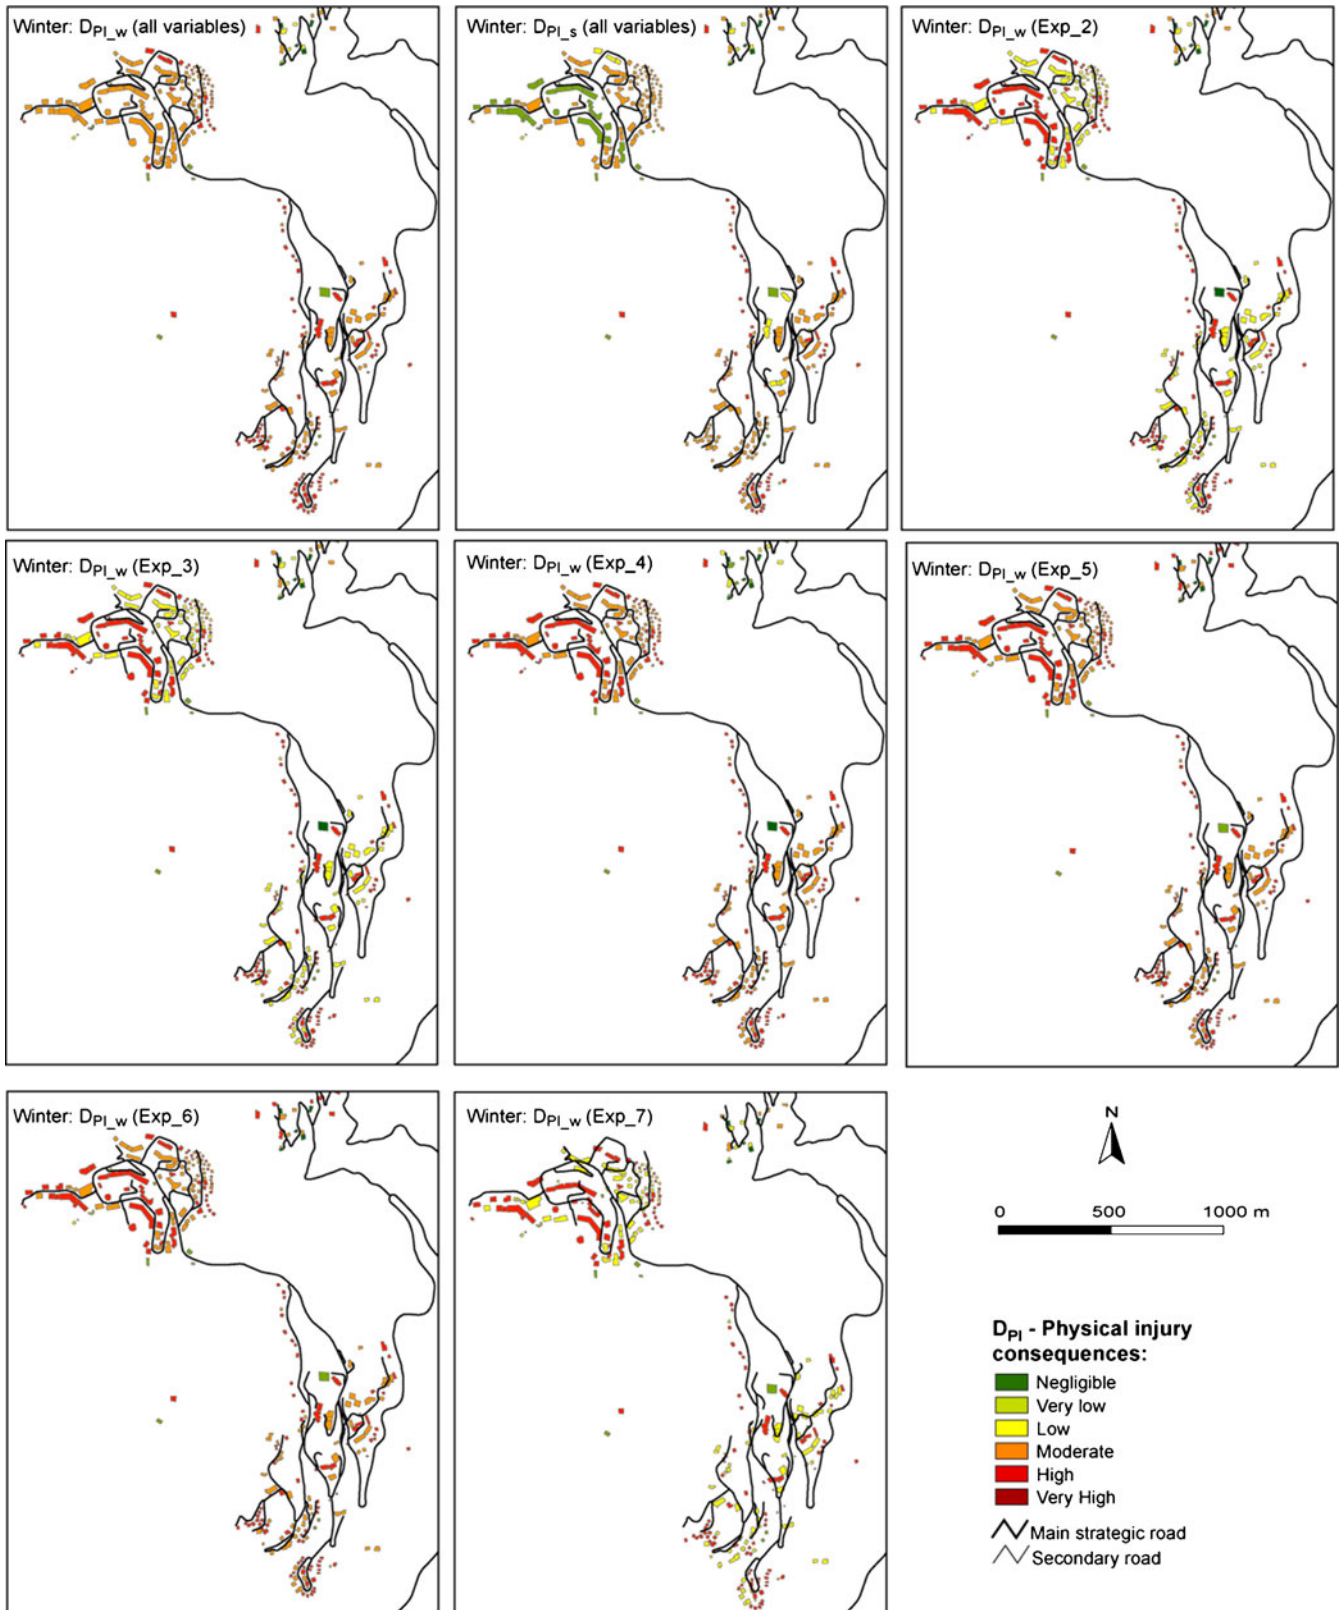 Winter: DPI_w (all variables)
Winter: DPI_s (all variables)
Winter: DPI_w (Exp_2)
Winter: DPI_w (Exp_3)
Winter: DPI_w (Exp_4)
Winter: DPI_w (Exp_5)
Winter: DPI_w (Exp_6)
Winter: DPI_w (Exp_7)
N
0 500 1000 m
DPI - Physical injury
consequences:
Negligible
Very low
Low
Moderate
High
Very High
Main strategic road
Secondary road